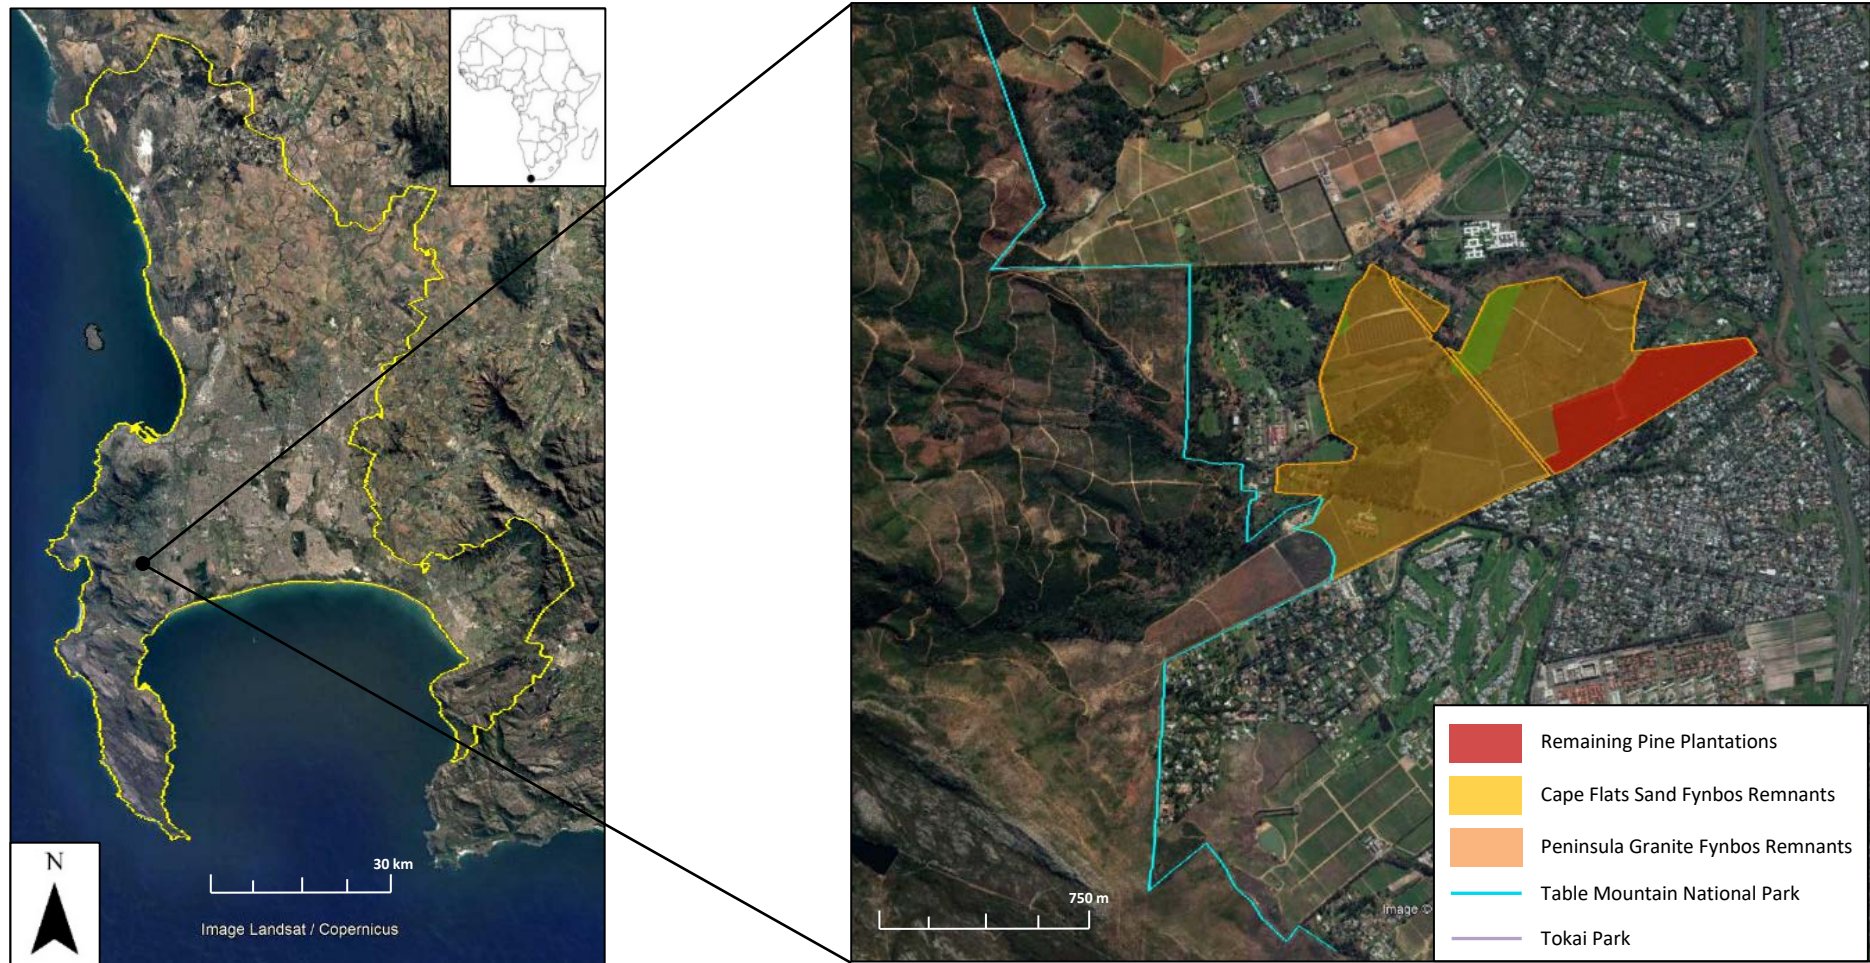 N
30 km
Image Landsat / Copernicus
750 m
Image ©
Remaining Pine Plantations
Cape Flats Sand Fynbos Remnants
Peninsula Granite Fynbos Remnants
Table Mountain National Park
Tokai Park